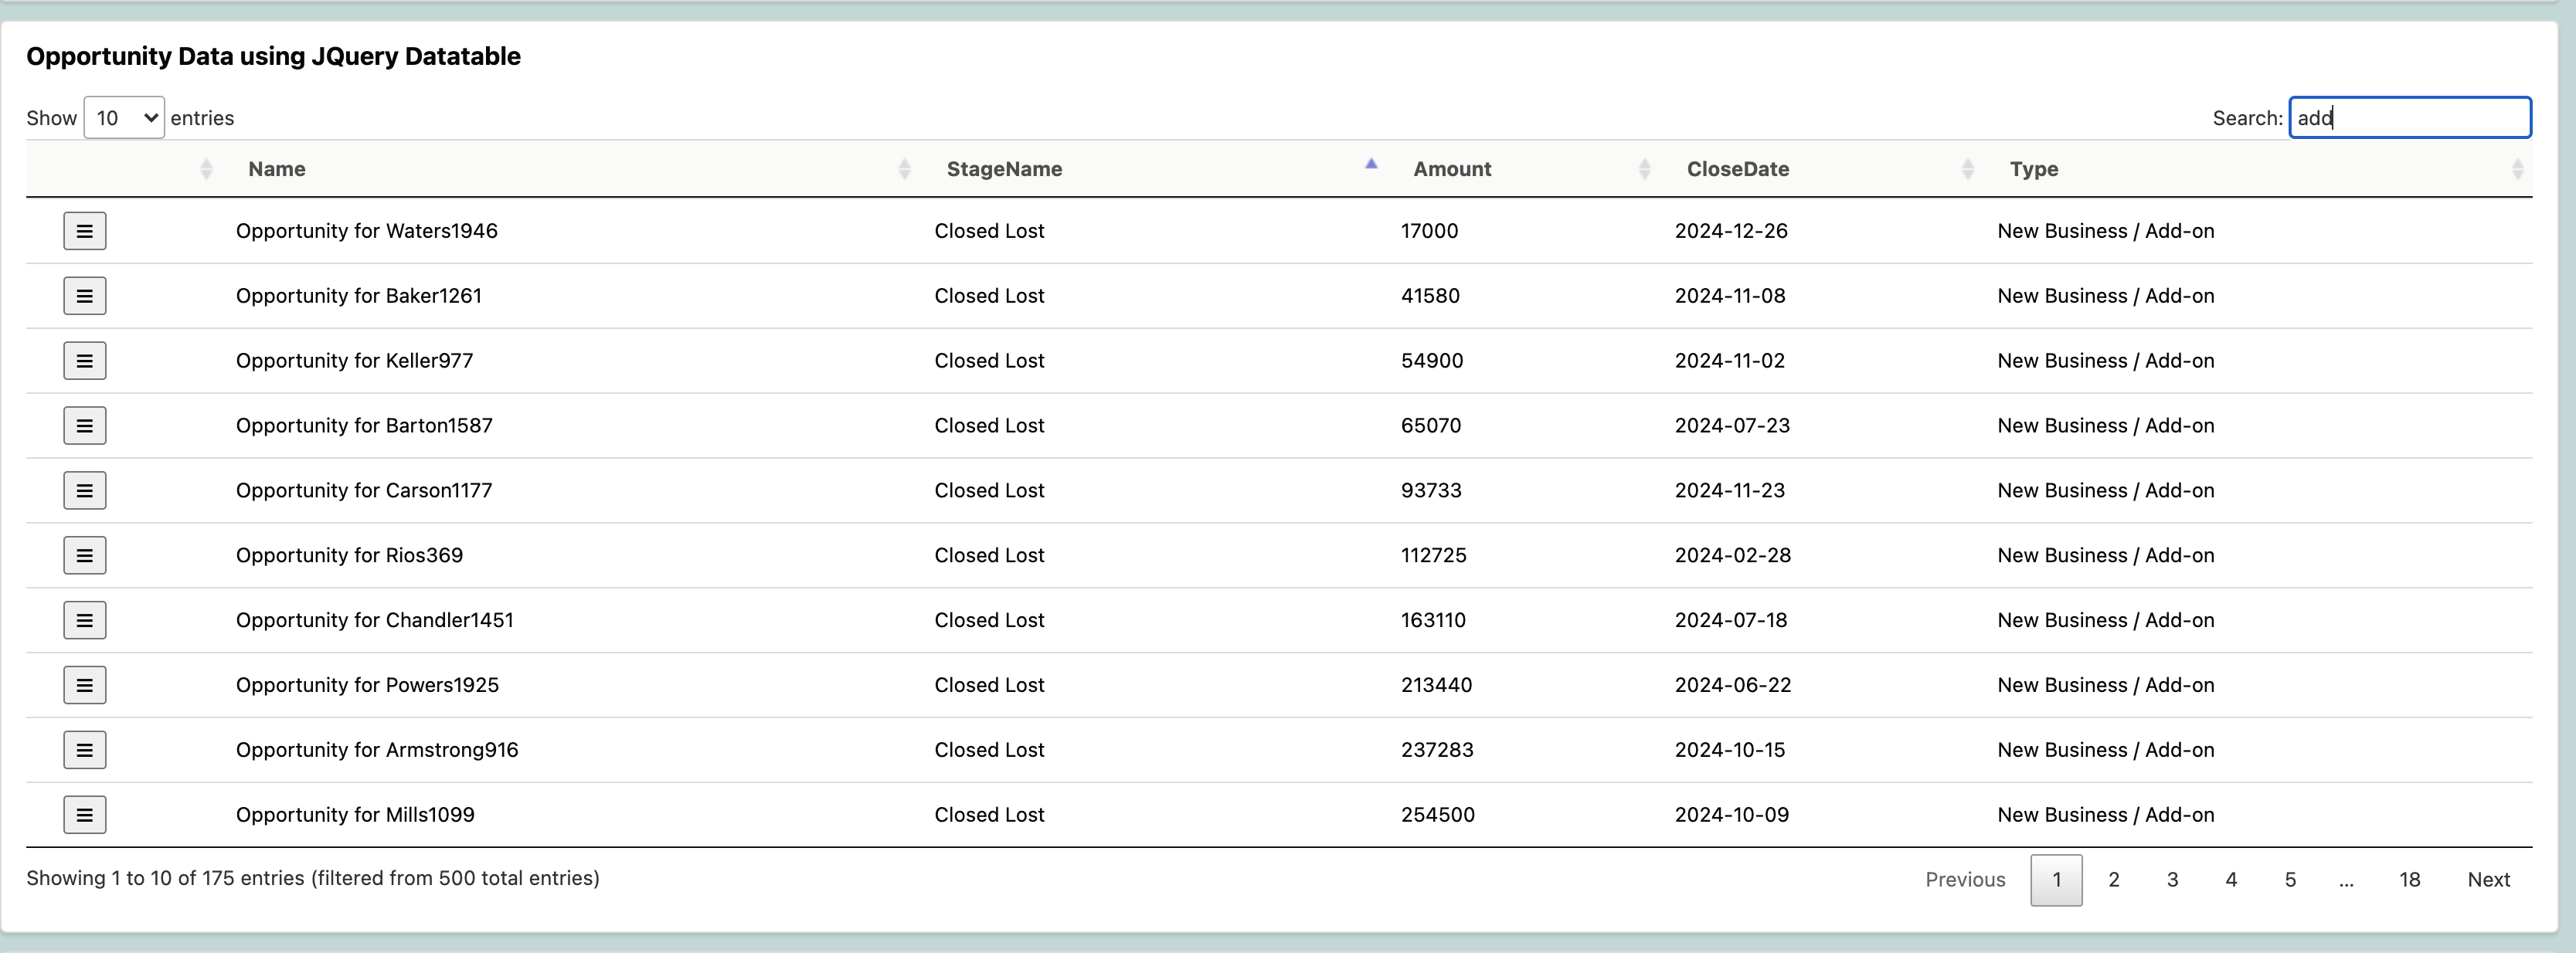 Opportunity Data using JQuery Datatable
Show 10 entries Search: add
Name StageName Amount CloseDate Type
Opportunity for Waters1946 Closed Lost 17000 2024-12-26 New Business / Add-on
Opportunity for Baker1261 Closed Lost 41580 2024-11-08 New Business / Add-on
Opportunity for Keller977 Closed Lost 54900 2024-11-02 New Business / Add-on
Opportunity for Barton1587 Closed Lost 65070 2024-07-23 New Business / Add-on
Opportunity for Carson1177 Closed Lost 93733 2024-11-23 New Business / Add-on
Opportunity for Rios369 Closed Lost 112725 2024-02-28 New Business / Add-on
Opportunity for Chandler1451 Closed Lost 163110 2024-07-18 New Business / Add-on
Opportunity for Powers1925 Closed Lost 213440 2024-06-22 New Business / Add-on
Opportunity for Armstrong916 Closed Lost 237283 2024-10-15 New Business / Add-on
Opportunity for Mills1099 Closed Lost 254500 2024-10-09 New Business / Add-on
Showing 1 to 10 of 175 entries (filtered from 500 total entries) Previous 1 2 3 4 5 ... 18 Next